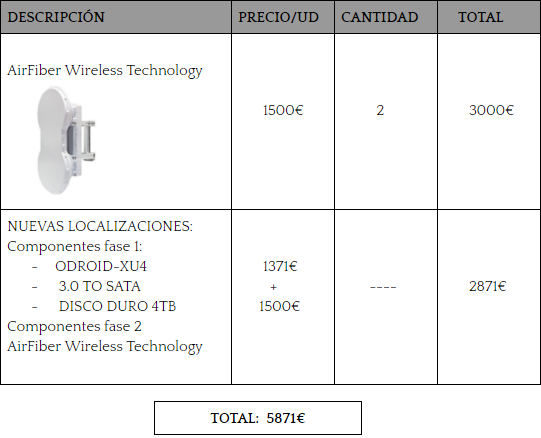 DESCRIPCIÓN PRECIO/UD CANTIDAD TOTAL
AirFiber Wireless Technology
1500€ 2 3000€
NUEVAS LOCALIZACIONES:
Componentes fase 1:
- ODROID-XU4 1371€
- 3.0 TO SATA + ---- 2871€
- DISCO DURO 4TB 1500€
Componentes fase 2
AirFiber Wireless Technology
TOTAL: 5871€